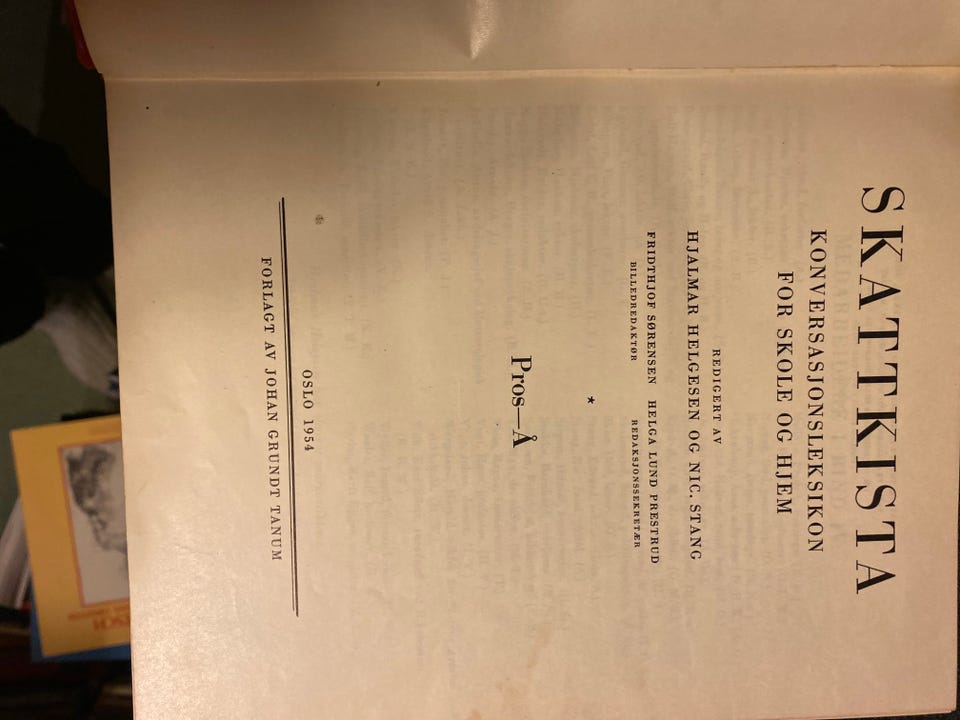 SKATTKISTA
KONVERSASJONSLEKSIKON
FOR SKOLE OG HJEM
REDIGERT AV
HJALMAR HELGESEN OG NIC. STANG
FRIDTHJOF SØRENSEN HELGA LUND PRESTRUD
BILLEDREDAKTØR REDAKSJONSSEKRETÆR
*
Pros—Å
OSLO 1954
FORLAGT AV JOHAN GRUNDT TANUM